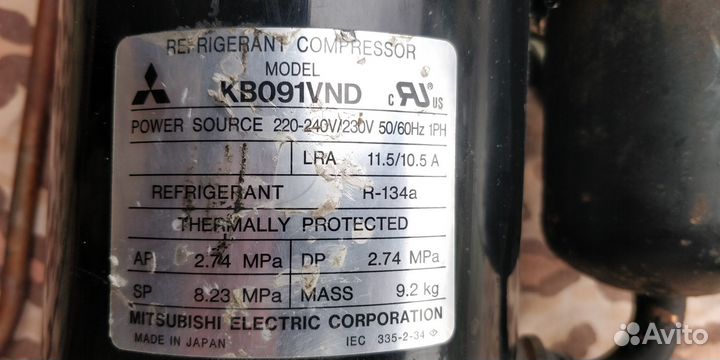 REFRIGERANT COMPRESSOR
MODEL
KB091VND
c RU US ®
POWER SOURCE 220-240V/230V 50/60Hz 1PH
LRA 11.5/10.5 A
REFRIGERANT R-134a
THERMALLY PROTECTED
AP 2.74 MPa DP 2.74 MPa
SP 8.23 MPa MASS 9.2 kg
MITSUBISHI ELECTRIC CORPORATION
MADE IN JAPAN IEC 335-2-34
Avito